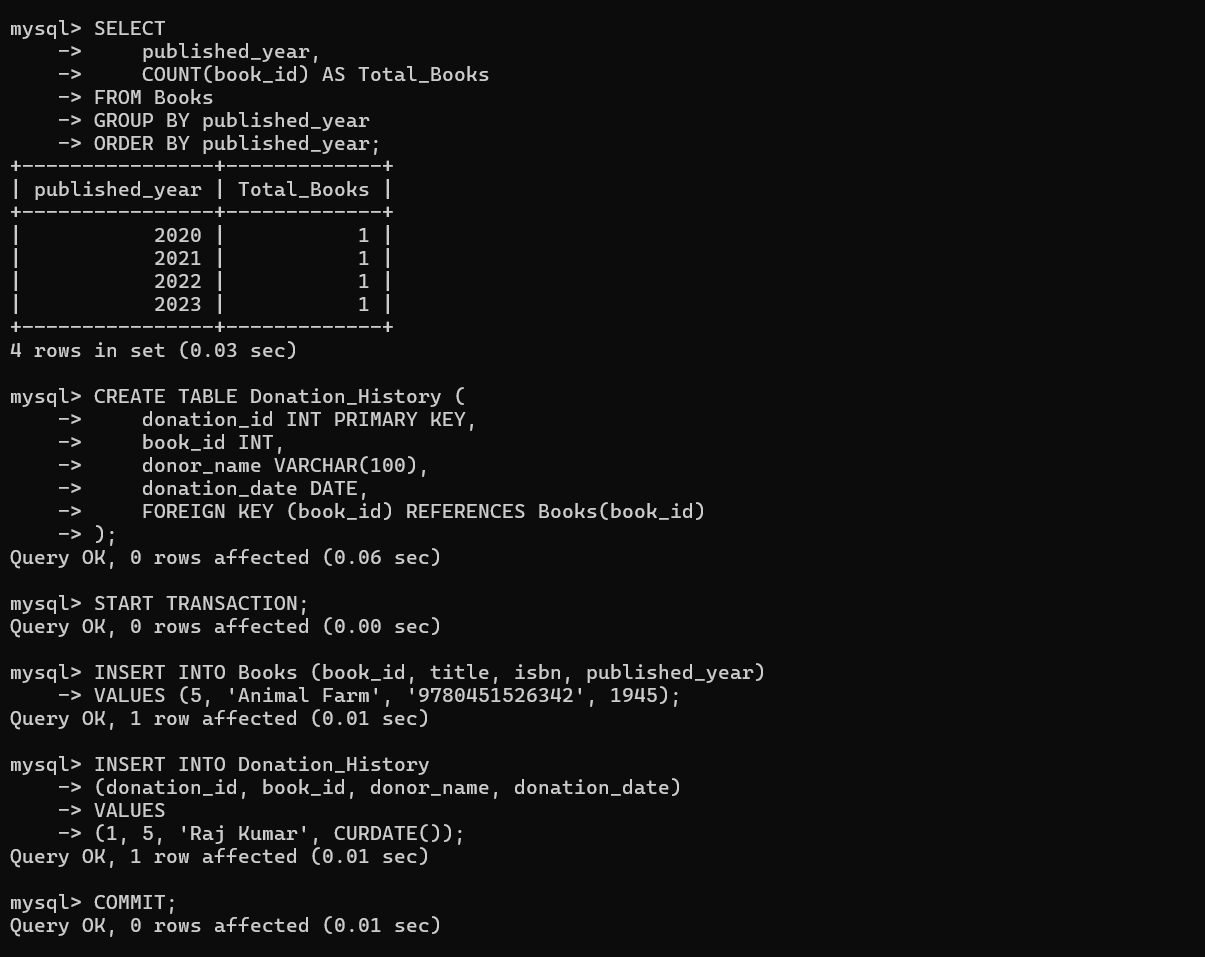 mysql> SELECT
    ->     published_year,
    ->     COUNT(book_id) AS Total_Books
    -> FROM Books
    -> GROUP BY published_year
    -> ORDER BY published_year;
+----------------+-------------+
| published_year | Total_Books |
+----------------+-------------+
|           2020 |           1 |
|           2021 |           1 |
|           2022 |           1 |
|           2023 |           1 |
+----------------+-------------+
4 rows in set (0.03 sec)

mysql> CREATE TABLE Donation_History (
    ->     donation_id INT PRIMARY KEY,
    ->     book_id INT,
    ->     donor_name VARCHAR(100),
    ->     donation_date DATE,
    ->     FOREIGN KEY (book_id) REFERENCES Books(book_id)
    -> );
Query OK, 0 rows affected (0.06 sec)

mysql> START TRANSACTION;
Query OK, 0 rows affected (0.00 sec)

mysql> INSERT INTO Books (book_id, title, isbn, published_year)
    -> VALUES (5, 'Animal Farm', '9780451526342', 1945);
Query OK, 1 row affected (0.01 sec)

mysql> INSERT INTO Donation_History
    -> (donation_id, book_id, donor_name, donation_date)
    -> VALUES
    -> (1, 5, 'Raj Kumar', CURDATE());
Query OK, 1 row affected (0.01 sec)

mysql> COMMIT;
Query OK, 0 rows affected (0.01 sec)